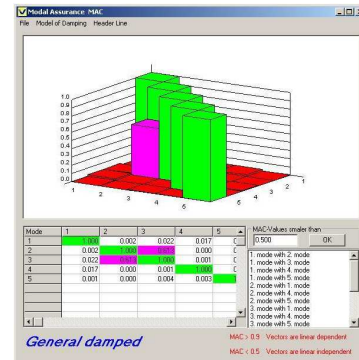 Modal Assurance MAC
File Model of Damping Header Line
1.0
0.9
0.8
0.7
0.6
0.5
0.4
0.3
0.2
0.1
0.0
1 2 3 4 5
5 4 3 2 1
Mode 1 2 3 4 5
1 1.000 0.002 0.022 0.017 0
2 0.002 1.000 0.000
3 0.022 1.000 0.001 0
4 0.017 0.000 0.001 1.000 0
5 0.001 0.000 0.004 0.003 1
MAC-Values smaler than
0.500 OK
1. mode with 2. mode
1. mode with 3. mode
1. mode with 4. mode
1. mode with 5. mode
2. mode with 1. mode
2. mode with 4. mode
2. mode with 5. mode
3. mode with 1. mode
3. mode with 4. mode
3. mode with 5. mode
4. mode with 1. mode
General damped
MAC > 0.9 Vectors are linear dependent
MAC < 0.5 Vectors are linear independent